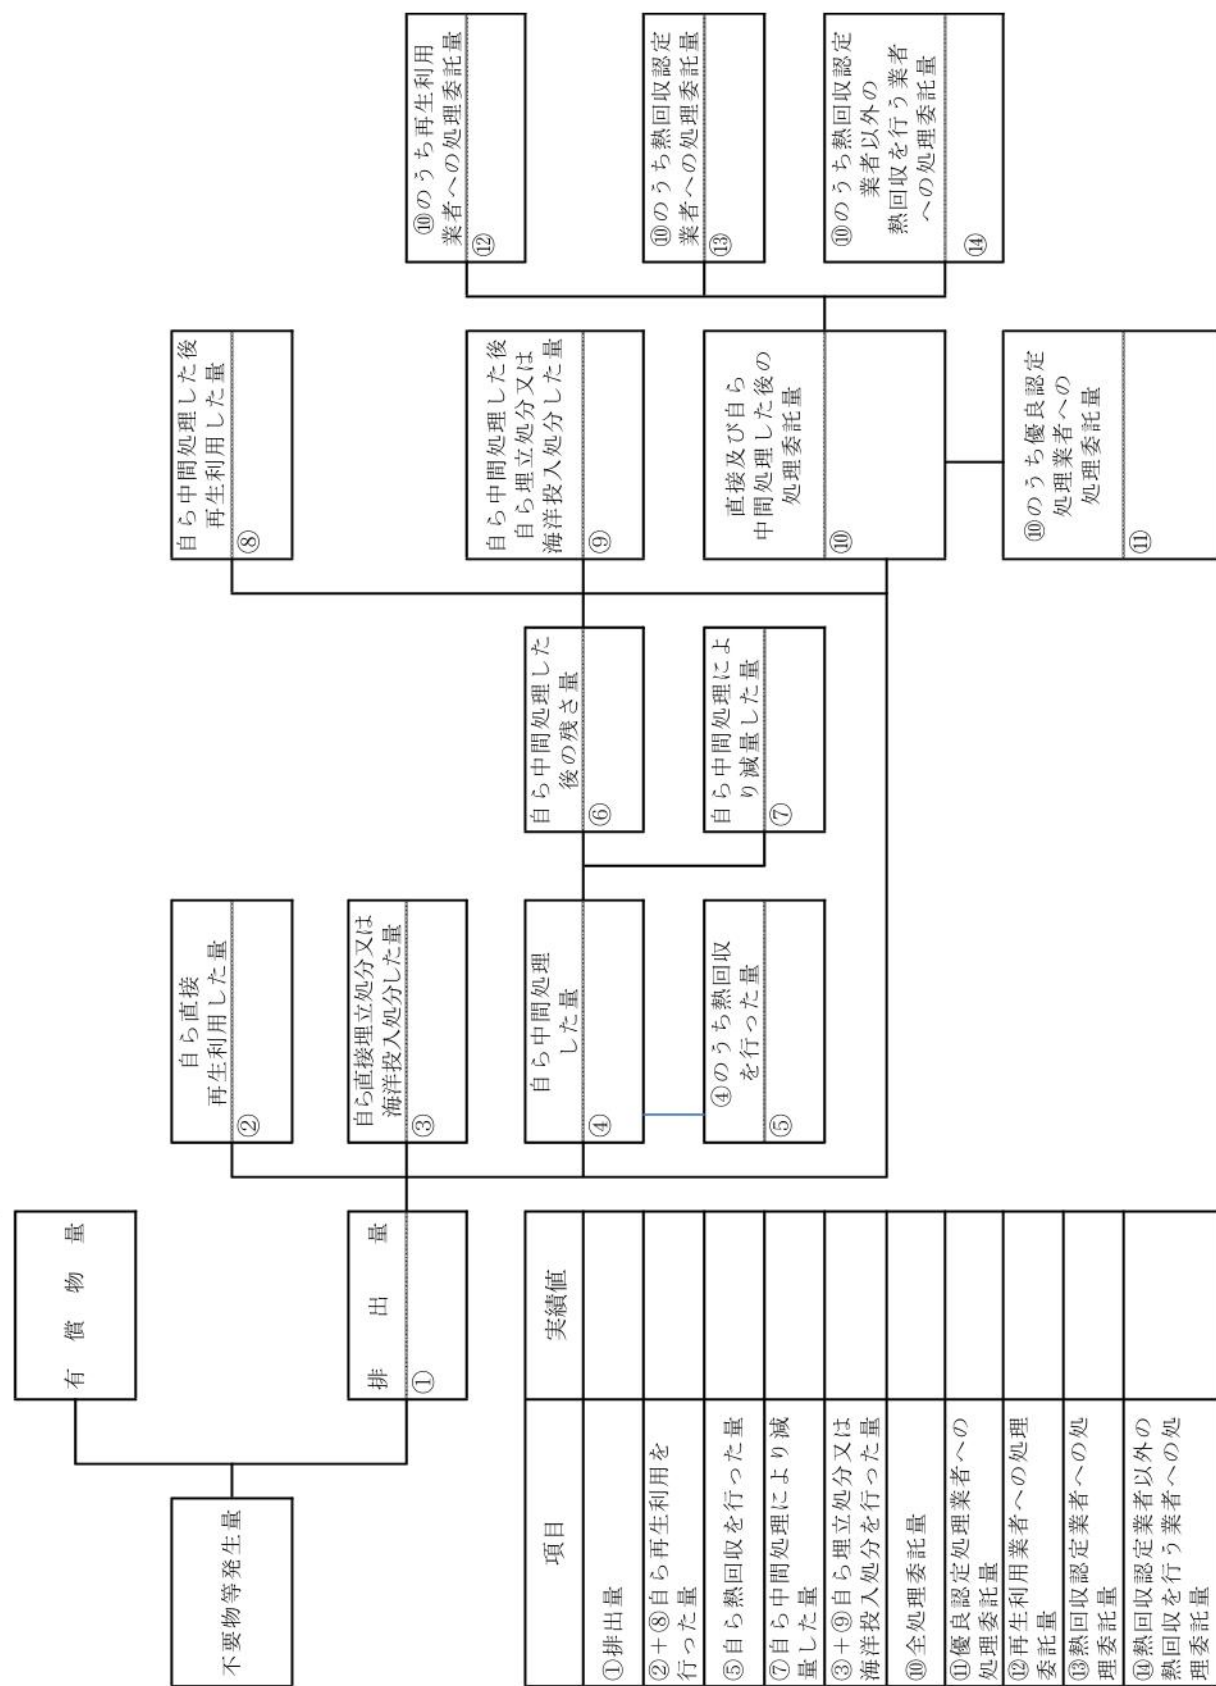 不要物等発生量
有償物量
排出量
①
自ら直接
再生利用した量
②
自ら直接埋立処分又は
海洋投入処分した量
③
自ら中間処理
した量
④
④のうち熱回収
を行った量
⑤
自ら中間処理した
後の残さ量
⑥
自ら中間処理によ
り減量した量
⑦
自ら中間処理した後
再生利用した量
⑧
自ら中間処理した後
自ら埋立処分又は
海洋投入処分した量
⑨
直接及び自ら
中間処理した後の
処理委託量
⑩
⑩のうち優良認定
処理業者への
処理委託量
⑪
⑩のうち再生利用
業者への処理委託量
⑫
⑩のうち熱回収認定
業者への処理委託量
⑬
⑩のうち熱回収認定
業者以外の
熱回収を行う業者
への処理委託量
⑭
項目
実績値
①排出量
②+⑧自ら再生利用を
行った量
⑤自ら熱回収を行った量
⑦自ら中間処理により減
量した量
③+⑨自ら埋立処分又は
海洋投入処分を行った量
⑩全処理委託量
⑪優良認定処理業者への
処理委託量
⑫再生利用業者への処理
委託量
⑬熱回収認定業者への処
理委託量
⑭熱回収認定業者以外の
熱回収を行う業者への処
理委託量